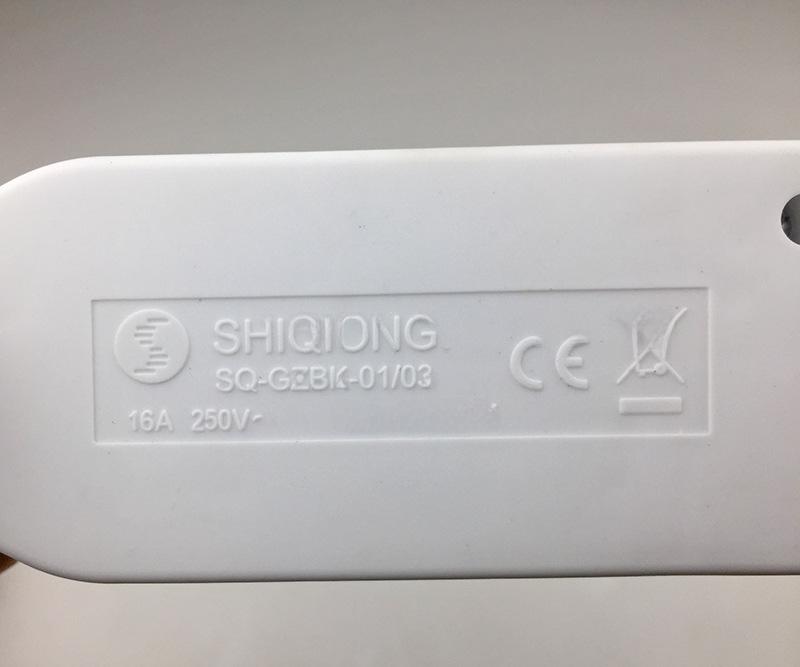 SHIQIONG
SQ-GZBK-01/03
CE
16A 250V~